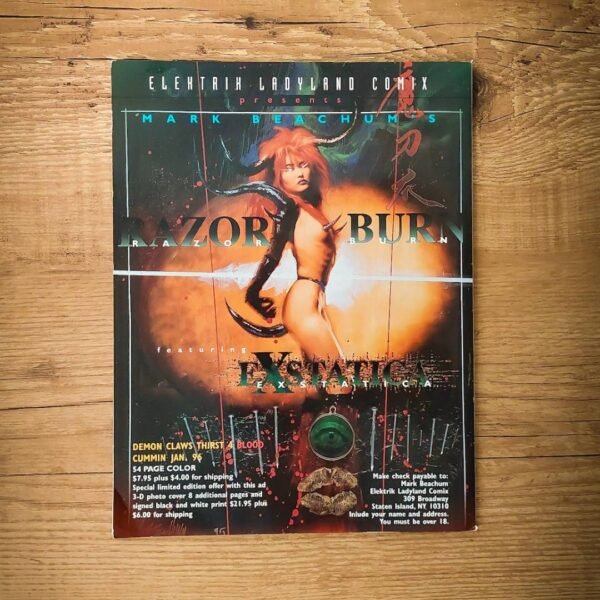 ELEKTRIK LADYLAND COMIX
presents
MARK BEACHUM'S
RAZOR BURN
RAZOR BURN
featuring
EXSTATICA
EXSTATICA
DEMON CLAWS THIRST 4 BLOOD
CUMMIN JAN. 96
54 PAGE COLOR
$7.95 plus $4.00 for shipping
Special limited edition offer with this ad
3-D photo cover 8 additional pages and
signed black and white print $21.95 plus
$6.00 for shipping
Make check payable to:
Mark Beachum
Elektrik Ladyland Comix
309 Broadway
Staten Island, NY 10310
Inlude your name and address.
You must be over 18.